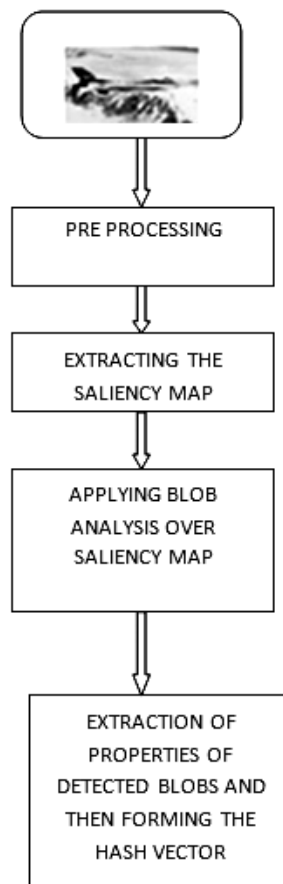 PRE PROCESSING
EXTRACTING THE
SALIENCY MAP
APPLYING BLOB
ANALYSIS OVER
SALIENCY MAP
EXTRACTION OF
PROPERTIES OF
DETECTED BLOBS AND
THEN FORMING THE
HASH VECTOR